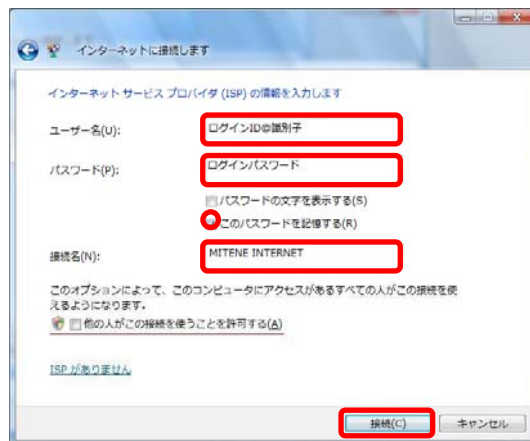 インターネットに接続します
インターネット サービス プロバイダ (ISP) の情報を入力します
ユーザー名(U): ログインID@識別子
パスワード(P): ログインパスワード
パスワードの文字を表示する(S)
このパスワードを記憶する(R)
接続名(N): MITENE INTERNET
このオプションによって、このコンピュータにアクセスがあるすべての人がこの接続を使
えるようになります。
他の人がこの接続を使うことを許可する(A)
ISP がありません
接続(C) キャンセル